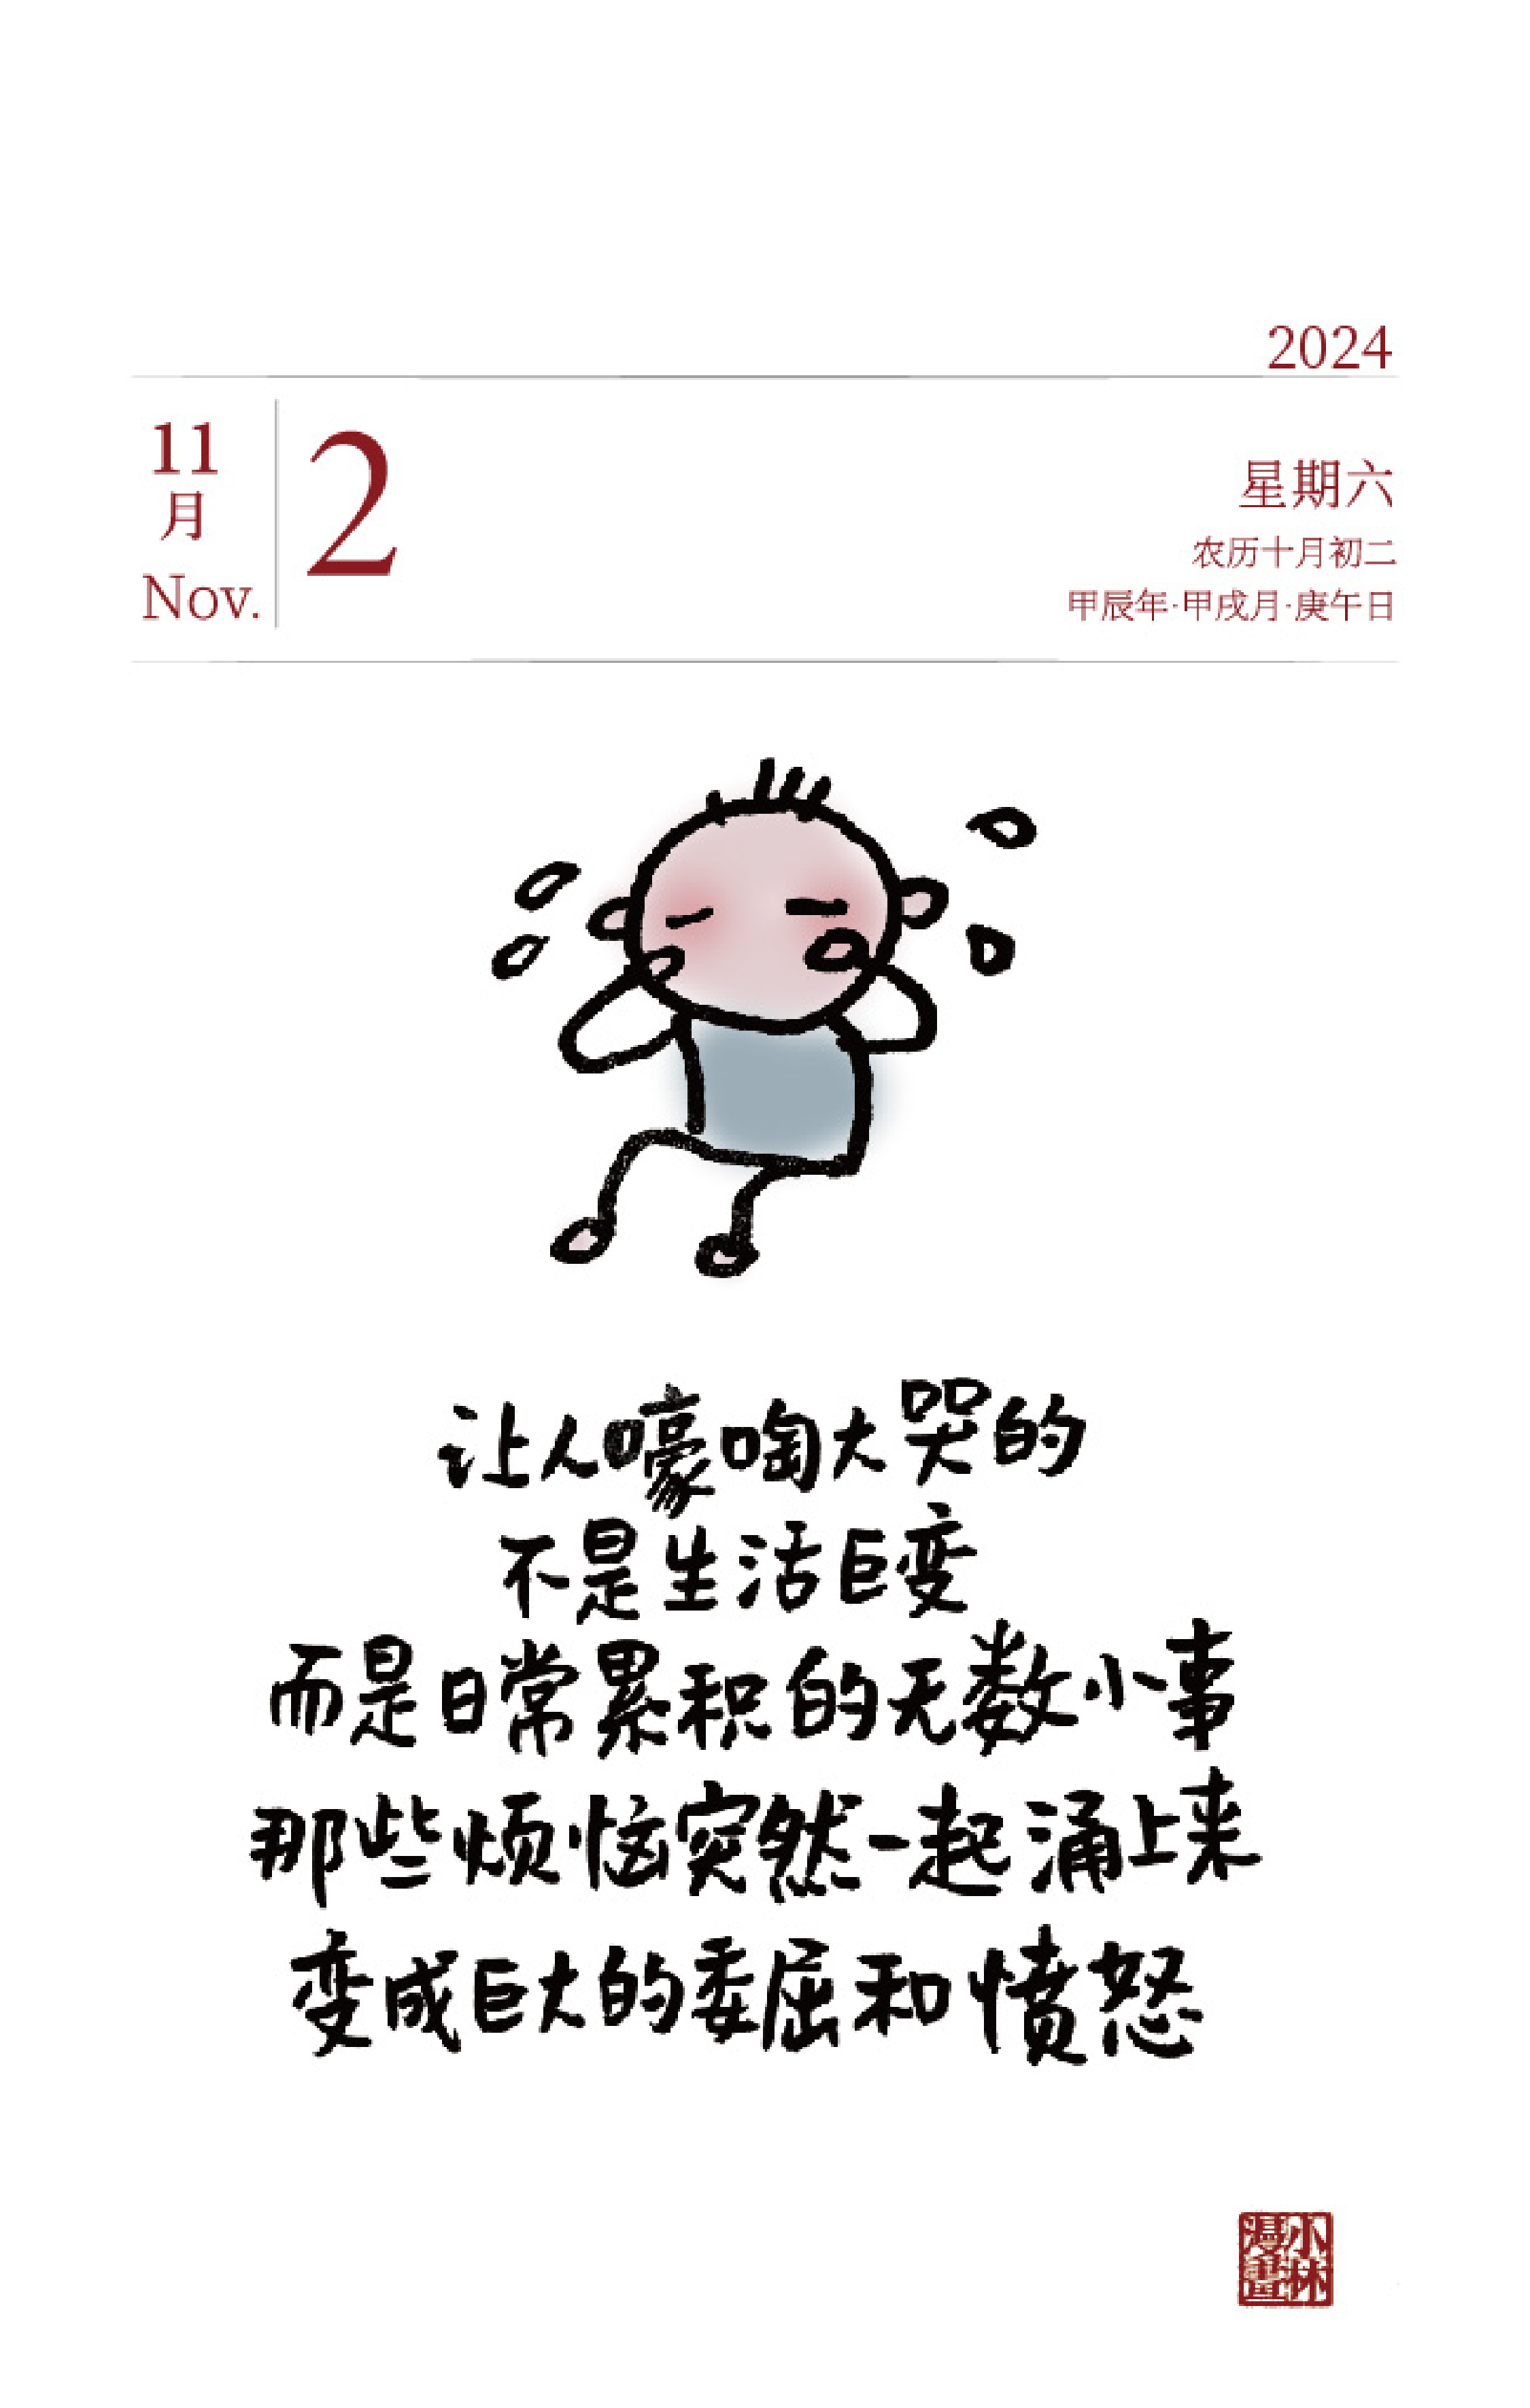 2024
11
月
Nov.
2
星期六
农历十月初二
甲辰年·甲戌月·庚午日
让人嚎啕大哭的
不是生活巨变
而是日常累积的无数小事
那些烦恼突然一起涌上来
变成巨大的委屈和愤怒
小林
漫畫